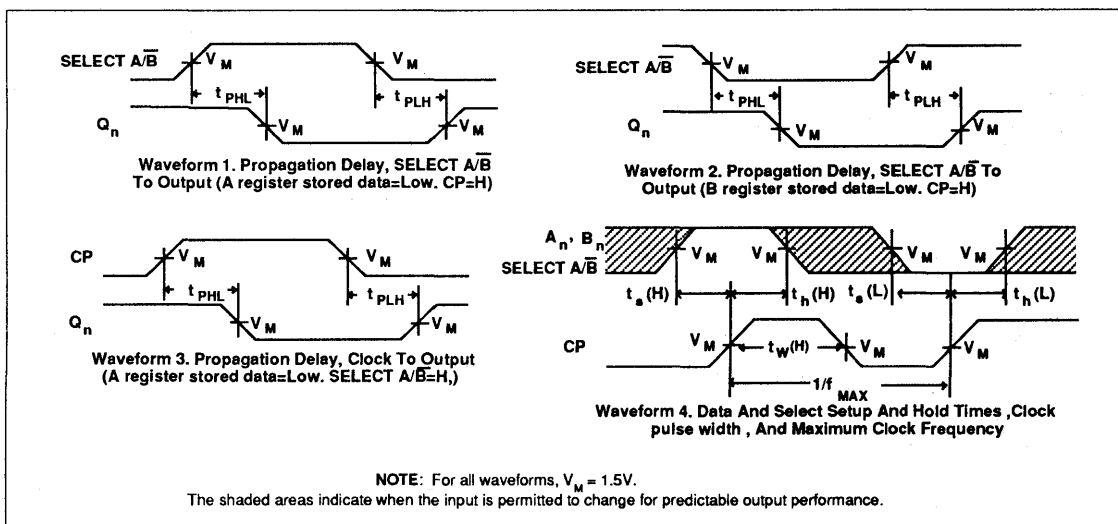 SELECT A/B̅
V M
t PHL
t PLH
Q n
V M
V M
Waveform 1. Propagation Delay, SELECT A/B̅
To Output (A register stored data=Low. CP=H)
SELECT A/B̅
V M
V M
t PHL
t PLH
Q n
V M
V M
Waveform 2. Propagation Delay, SELECT A/B̅ To
Output (B register stored data=Low. CP=H)
CP
V M
V M
t PHL
t PLH
Q n
V M
V M
Waveform 3. Propagation Delay, Clock To Output
(A register stored data=Low. SELECT A/B̅=H,)
A n, B n
SELECT A/B̅
V M
V M
V M
V M
t s (H)
t h (H)
t s (L)
t h (L)
CP
V M
t W (H)
V M
V M
1/f MAX
Waveform 4. Data And Select Setup And Hold Times ,Clock
pulse width , And Maximum Clock Frequency
NOTE: For all waveforms, V M = 1.5V.
The shaded areas indicate when the input is permitted to change for predictable output performance.